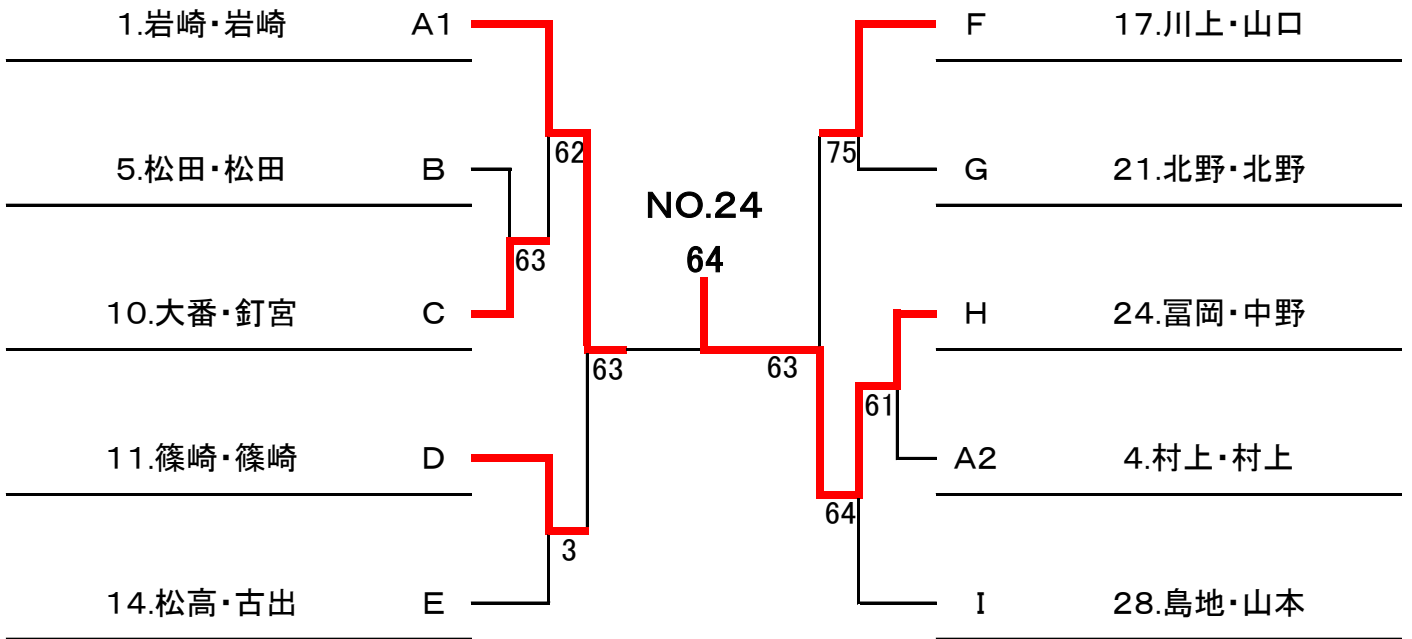 1.岩崎・岩崎 A1
F 17.川上・山口
62
75
5.松田・松田 B
G 21.北野・北野
NO.24
64
63
10.大番・釘宮 C
H 24.冨岡・中野
63
63
61
11.篠崎・篠崎 D
A2 4.村上・村上
64
3
14.松高・古出 E
I 28.島地・山本